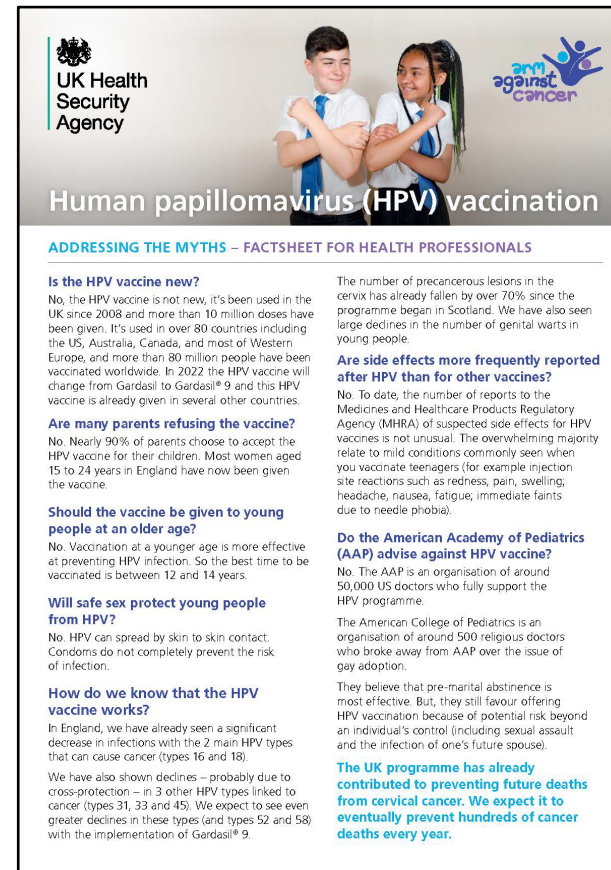 UK Health
Security
Agency
arm
against
cancer
Human papillomavirus (HPV) vaccination
ADDRESSING THE MYTHS – FACTSHEET FOR HEALTH PROFESSIONALS
Is the HPV vaccine new?
No, the HPV vaccine is not new, it’s been used in the
UK since 2008 and more than 10 million doses have
been given. It’s used in over 80 countries including
the US, Australia, Canada, and most of Western
Europe, and more than 80 million people have been
vaccinated worldwide. In 2022 the HPV vaccine will
change from Gardasil to Gardasil® 9 and this HPV
vaccine is already given in several other countries.
Are many parents refusing the vaccine?
No. Nearly 90% of parents choose to accept the
HPV vaccine for their children. Most women aged
15 to 24 years in England have now been given
the vaccine.
Should the vaccine be given to young
people at an older age?
No. Vaccination at a younger age is more effective
at preventing HPV infection. So the best time to be
vaccinated is between 12 and 14 years.
Will safe sex protect young people
from HPV?
No. HPV can spread by skin to skin contact.
Condoms do not completely prevent the risk
of infection.
How do we know that the HPV
vaccine works?
In England, we have already seen a significant
decrease in infections with the 2 main HPV types
that can cause cancer (types 16 and 18).
We have also shown declines – probably due to
cross-protection – in 3 other HPV types linked to
cancer (types 31, 33 and 45). We expect to see even
greater declines in these types (and types 52 and 58)
with the implementation of Gardasil® 9.
The number of precancerous lesions in the
cervix has already fallen by over 70% since the
programme began in Scotland. We have also seen
large declines in the number of genital warts in
young people.
Are side effects more frequently reported
after HPV than for other vaccines?
No. To date, the number of reports to the
Medicines and Healthcare Products Regulatory
Agency (MHRA) of suspected side effects for HPV
vaccines is not unusual. The overwhelming majority
relate to mild conditions commonly seen when
you vaccinate teenagers (for example injection
site reactions such as redness, pain, swelling;
headache, nausea, fatigue; immediate faints
due to needle phobia).
Do the American Academy of Pediatrics
(AAP) advise against HPV vaccine?
No. The AAP is an organisation of around
50,000 US doctors who fully support the
HPV programme.
The American College of Pediatrics is an
organisation of around 500 religious doctors
who broke away from AAP over the issue of
gay adoption.
They believe that pre-marital abstinence is
most effective. But, they still favour offering
HPV vaccination because of potential risk beyond
an individual’s control (including sexual assault
and the infection of one’s future spouse).
The UK programme has already
contributed to preventing future deaths
from cervical cancer. We expect it to
eventually prevent hundreds of cancer
deaths every year.